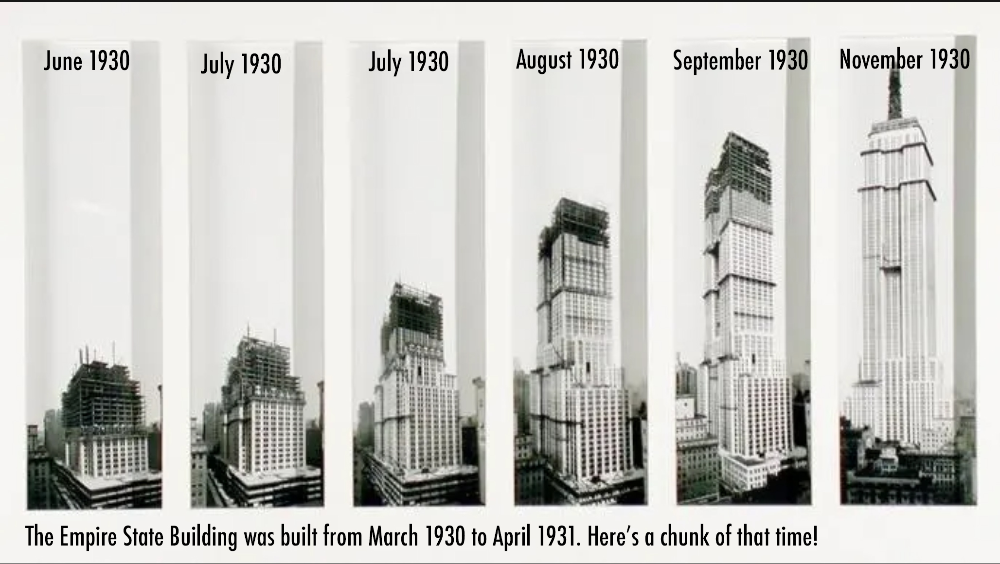 June 1930
July 1930
July 1930
August 1930
September 1930
November 1930
The Empire State Building was built from March 1930 to April 1931. Here's a chunk of that time!